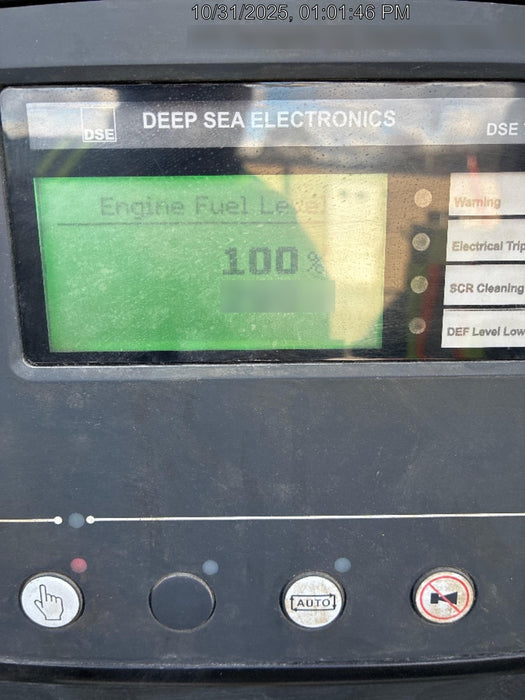 10/31/2025, 01:01:46 PM
DSE
DEEP SEA ELECTRONICS
DSE
Engine Fuel Level
100 %
Warning
Electrical Trip
SCR Cleaning
DEF Level Low
AUTO